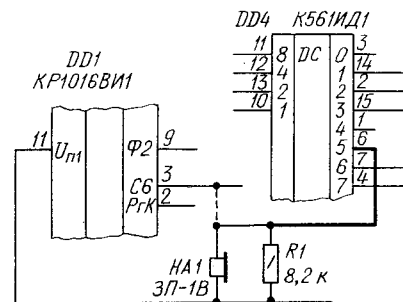 DD4 К561ИД1
DD1
КР1016ВИ1
11 8 DC 0 3
12 4 1 14
13 2 2 2
10 1 3 15
4 1
5 6
6 7
7 4
11 Uп1 Ф2 9
С6 3
РгК 2
HA1
ЗП-1В
R1
8,2 к